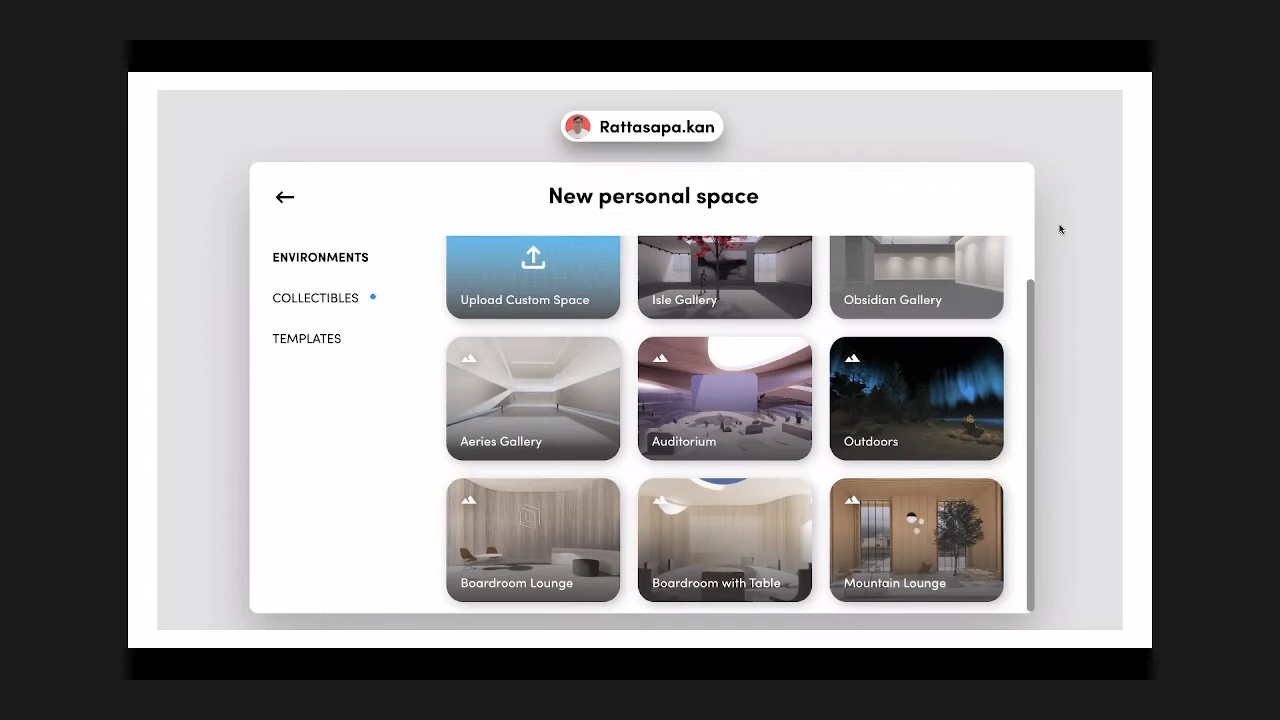 Rattasapa.kan
New personal space
ENVIRONMENTS
COLLECTIBLES
TEMPLATES
Upload Custom Space
Isle Gallery
Obsidian Gallery
Aeries Gallery
Auditorium
Outdoors
Boardroom Lounge
Boardroom with Table
Mountain Lounge